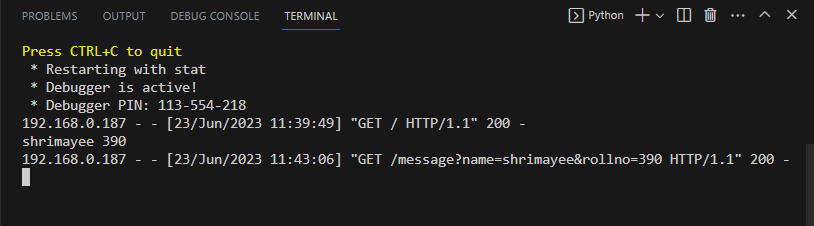 PROBLEMS OUTPUT DEBUG CONSOLE TERMINAL Python
Press CTRL+C to quit
* Restarting with stat
* Debugger is active!
* Debugger PIN: 113-554-218
192.168.0.187 - - [23/Jun/2023 11:39:49] "GET / HTTP/1.1" 200 -
shrimayee 390
192.168.0.187 - - [23/Jun/2023 11:43:06] "GET /message?name=shrimayee&rollno=390 HTTP/1.1" 200 -